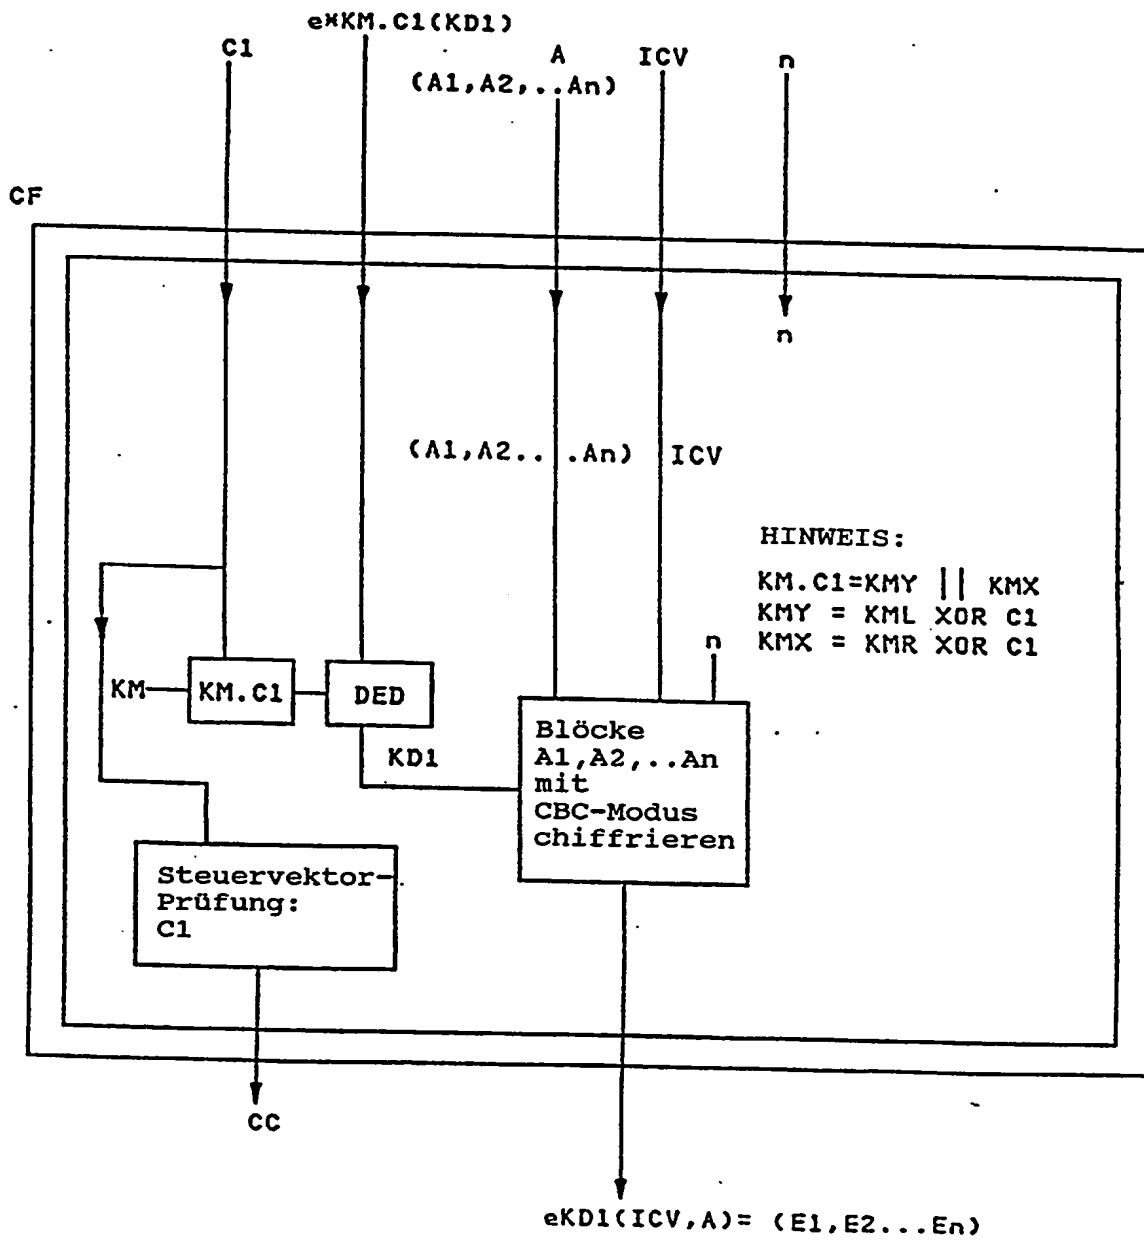 e*KM.C1(KD1)
C1
A
ICV
n
(A1,A2,..An)
CF
n
(A1,A2...An)
ICV
HINWEIS:
KM.C1=KMY || KMX
KMY = KML XOR C1
KMX = KMR XOR C1
n
KM
KM.C1
DED
KD1
Blöcke
A1,A2,..An
mit
CBC-Modus
chiffrieren
Steuervektor-
Prüfung:
C1
CC
eKD1(ICV,A)= (E1,E2...En)